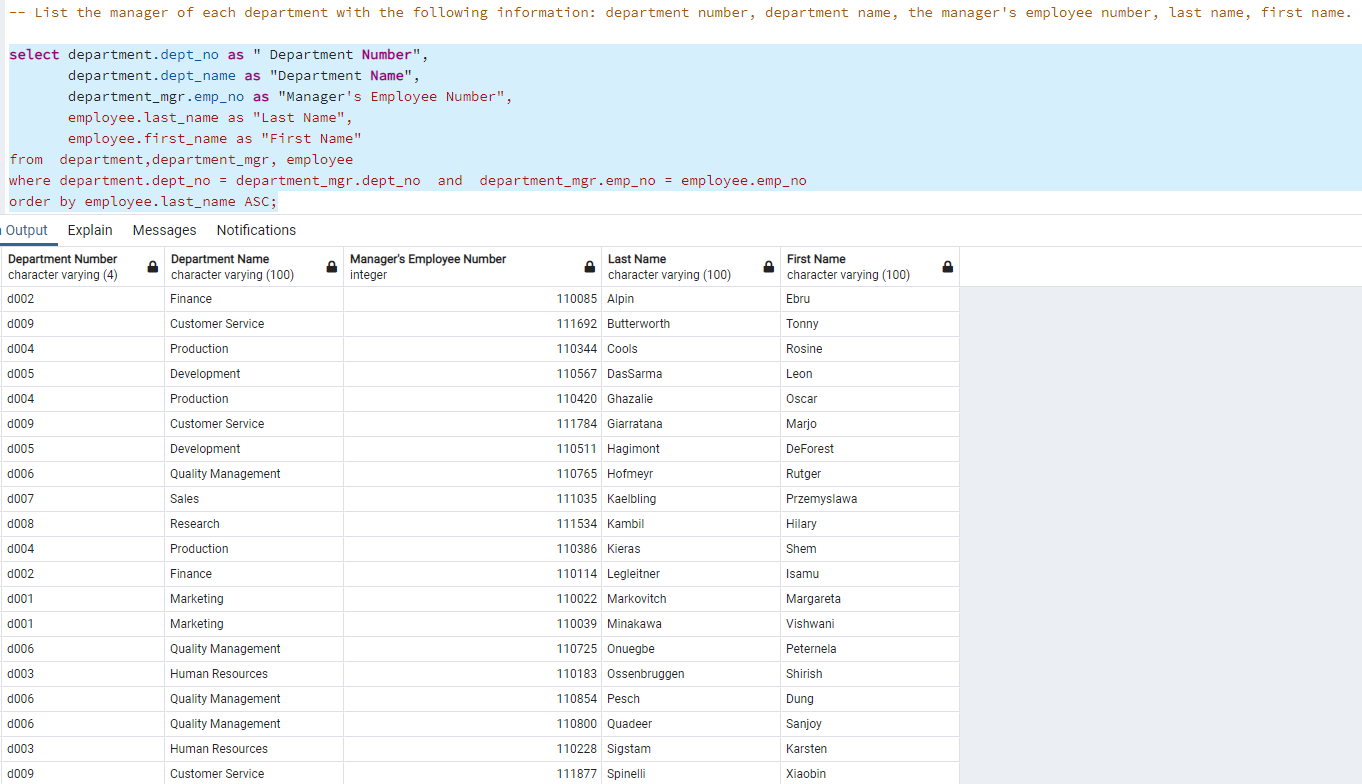 -- List the manager of each department with the following information: department number, department name, the manager's employee number, last name, first name.
select department.dept_no as " Department Number",
department.dept_name as "Department Name",
department_mgr.emp_no as "Manager's Employee Number",
employee.last_name as "Last Name",
employee.first_name as "First Name"
from  department,department_mgr, employee
where department.dept_no = department_mgr.dept_no  and  department_mgr.emp_no = employee.emp_no
order by employee.last_name ASC;
Output Explain Messages Notifications
Department Number Department Name Manager's Employee Number Last Name First Name
character varying (4) character varying (100) integer character varying (100) character varying (100)
d002 Finance 110085 Alpin Ebru
d009 Customer Service 111692 Butterworth Tonny
d004 Production 110344 Cools Rosine
d005 Development 110567 DasSarma Leon
d004 Production 110420 Ghazalie Oscar
d009 Customer Service 111784 Giarratana Marjo
d005 Development 110511 Hagimont DeForest
d006 Quality Management 110765 Hofmeyr Rutger
d007 Sales 111035 Kaelbling Przemyslawa
d008 Research 111534 Kambil Hilary
d004 Production 110386 Kieras Shem
d002 Finance 110114 Legleitner Isamu
d001 Marketing 110022 Markovitch Margareta
d001 Marketing 110039 Minakawa Vishwani
d006 Quality Management 110725 Onuegbe Peternela
d003 Human Resources 110183 Ossenbruggen Shirish
d006 Quality Management 110854 Pesch Dung
d006 Quality Management 110800 Quadeer Sanjoy
d003 Human Resources 110228 Sigstam Karsten
d009 Customer Service 111877 Spinelli Xiaobin